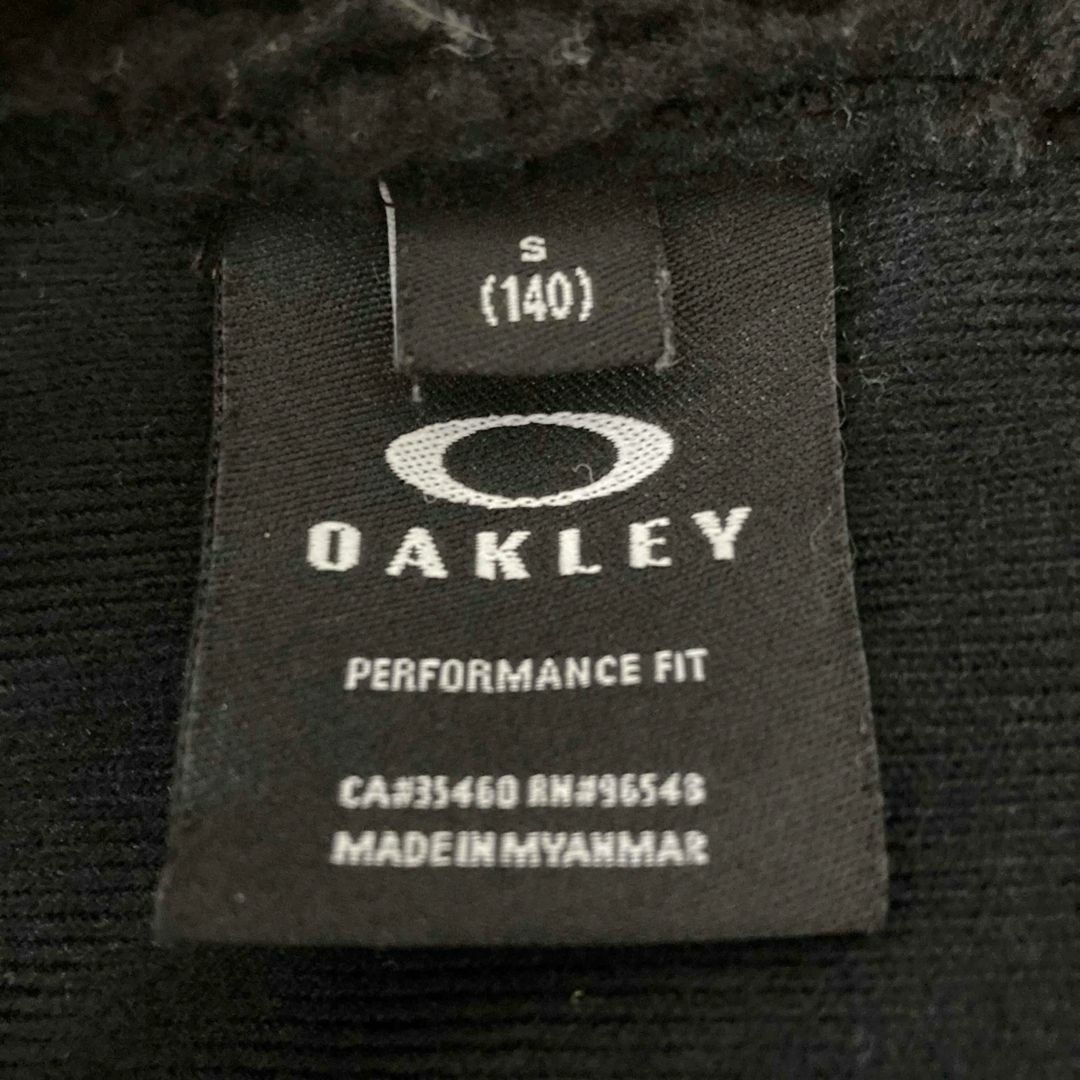 S
(140)
OAKLEY
PERFORMANCE FIT
CA#35460 RN#96548
MADE IN MYANMAR